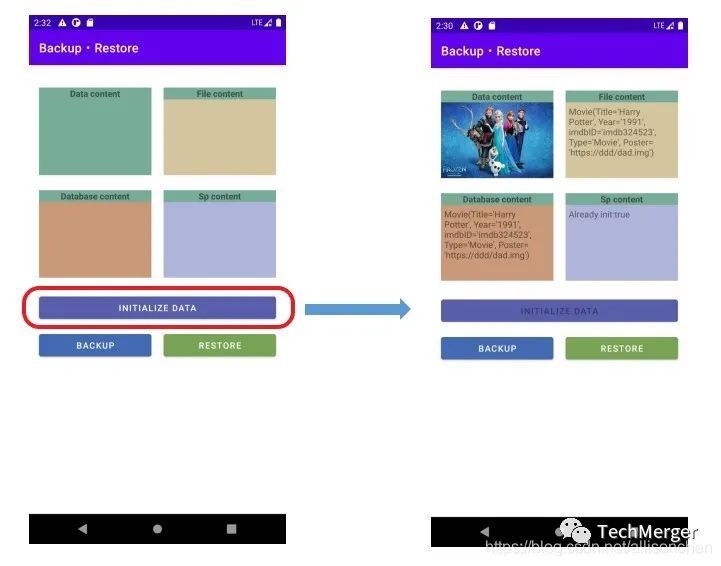 2:32
LTE
Backup・Restore
Data content
File content
Database content
Sp content
INITIALIZE DATA
BACKUP
RESTORE
2:30
LTE
Backup・Restore
Data content
FROZEN
File content
Movie(Title='Harry
Potter', Year='1991',
imdbID='imdb324523',
Type='Movie', Poster=
'https://ddd/dad.img')
Database content
Movie(Title='Harry
Potter', Year='1991',
imdbID='imdb324523',
Type='Movie', Poster=
'https://ddd/dad.img')
Sp content
Already init:true
INITIALIZE DATA
BACKUP
RESTORE
TechMerger
https://blog.csdn.net/allisonchen